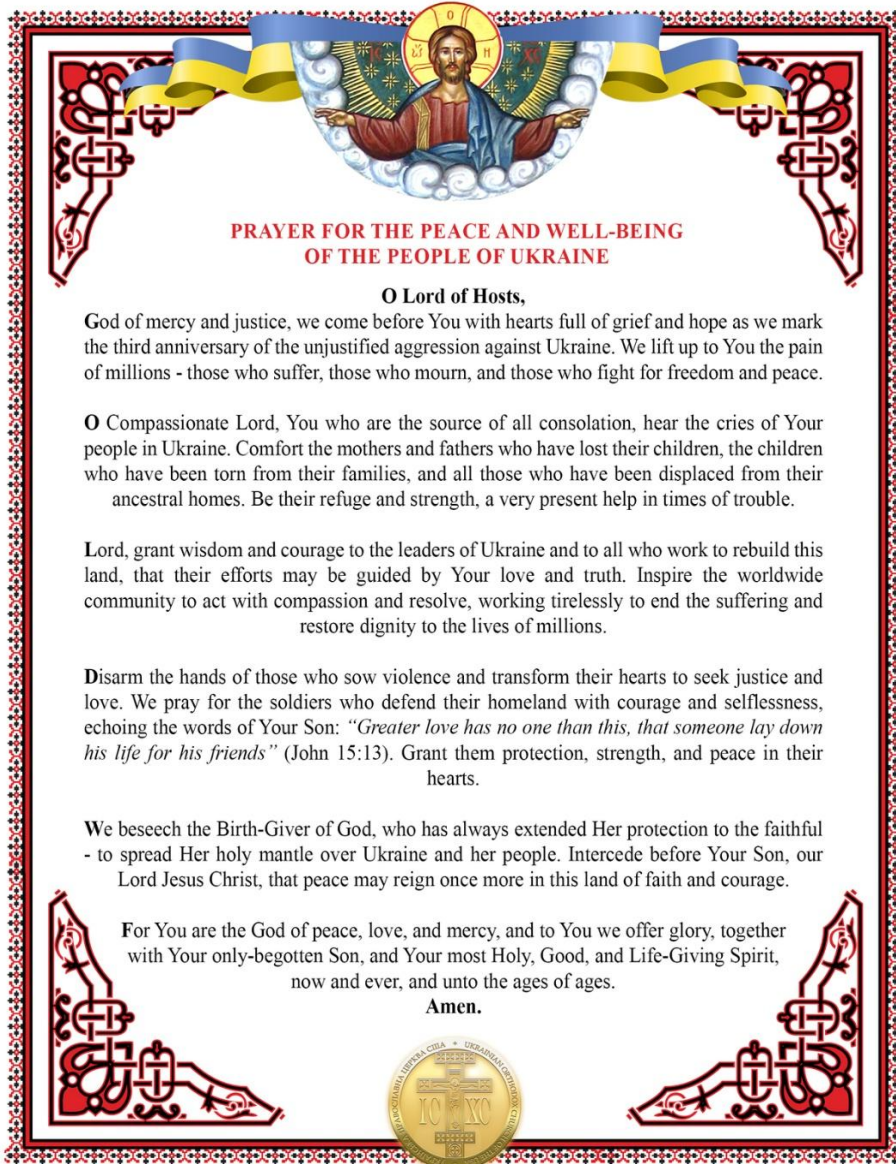 О
IC
XC
PRAYER FOR THE PEACE AND WELL-BEING
OF THE PEOPLE OF UKRAINE
O Lord of Hosts,
God of mercy and justice, we come before You with hearts full of grief and hope as we mark
the third anniversary of the unjustified aggression against Ukraine. We lift up to You the pain
of millions - those who suffer, those who mourn, and those who fight for freedom and peace.
O Compassionate Lord, You who are the source of all consolation, hear the cries of Your
people in Ukraine. Comfort the mothers and fathers who have lost their children, the children
who have been torn from their families, and all those who have been displaced from their
ancestral homes. Be their refuge and strength, a very present help in times of trouble.
Lord, grant wisdom and courage to the leaders of Ukraine and to all who work to rebuild this
land, that their efforts may be guided by Your love and truth. Inspire the worldwide
community to act with compassion and resolve, working tirelessly to end the suffering and
restore dignity to the lives of millions.
Disarm the hands of those who sow violence and transform their hearts to seek justice and
love. We pray for the soldiers who defend their homeland with courage and selflessness,
echoing the words of Your Son: “Greater love has no one than this, that someone lay down
his life for his friends” (John 15:13). Grant them protection, strength, and peace in their
hearts.
We beseech the Birth-Giver of God, who has always extended Her protection to the faithful
- to spread Her holy mantle over Ukraine and her people. Intercede before Your Son, our
Lord Jesus Christ, that peace may reign once more in this land of faith and courage.
For You are the God of peace, love, and mercy, and to You we offer glory, together
with Your only-begotten Son, and Your most Holy, Good, and Life-Giving Spirit,
now and ever, and unto the ages of ages.
Amen.
ПРАВОСЛАВНА ЦЕРКВА США * UKRAINIAN ORTHODOX CHURCH OF THE
IC XC